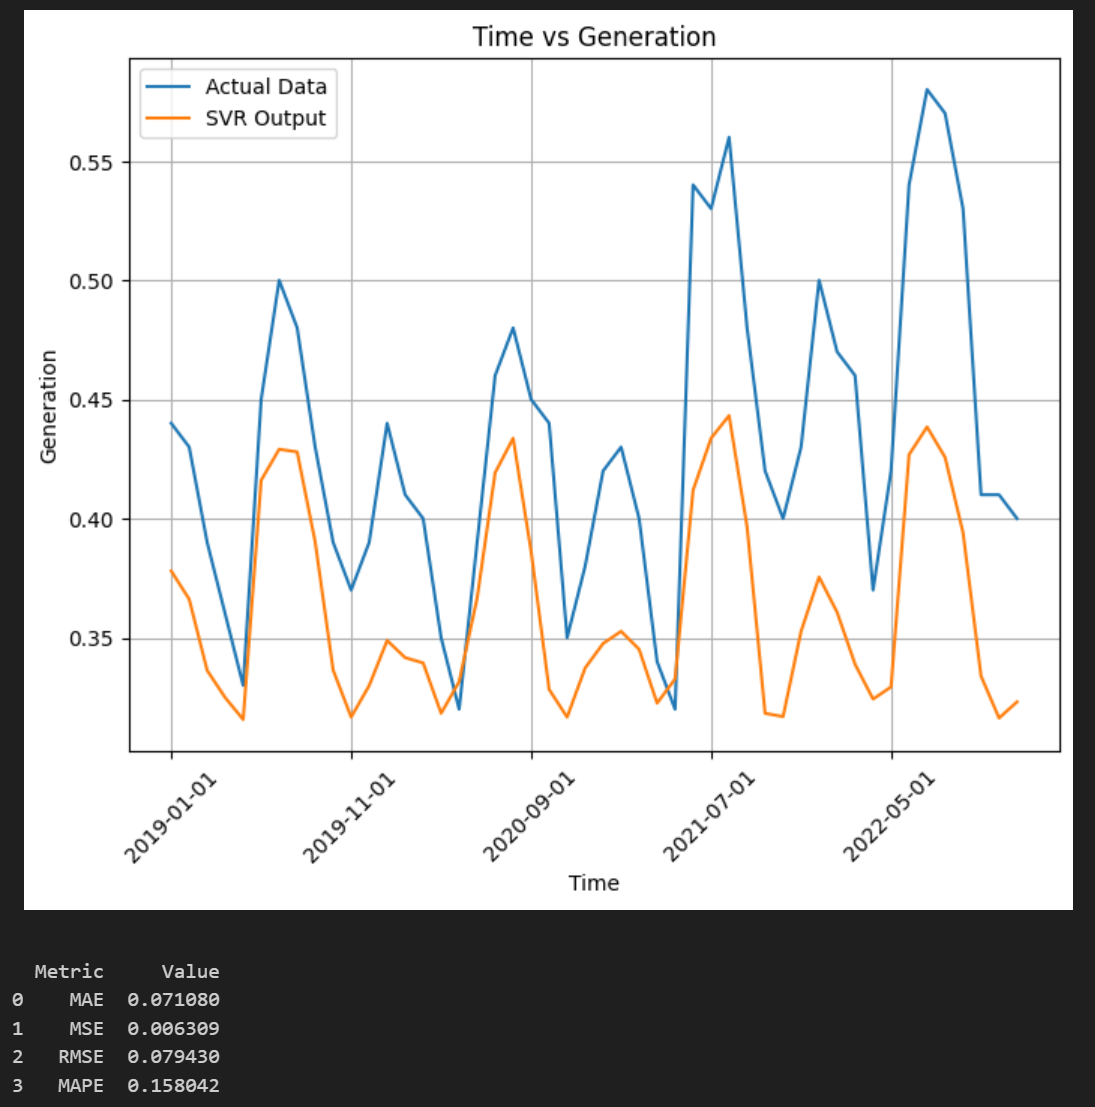 Time vs Generation
Actual Data
SVR Output
0.55
0.50
0.45
0.40
0.35
Generation
2019-01-01
2019-11-01
2020-09-01
2021-07-01
2022-05-01
Time
Metric Value
0 MAE 0.071080
1 MSE 0.006309
2 RMSE 0.079430
3 MAPE 0.158042